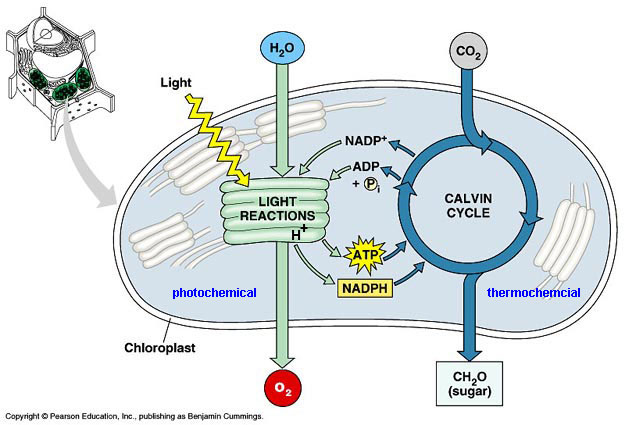 H₂O
CO₂
Light
NADP⁺
ADP
+ Pᵢ
LIGHT
REACTIONS
H⁺
CALVIN
CYCLE
ATP
NADPH
photochemical
thermochemcial
Chloroplast
O₂
CH₂O
(sugar)
Copyright © Pearson Education, Inc., publishing as Benjamin Cummings.